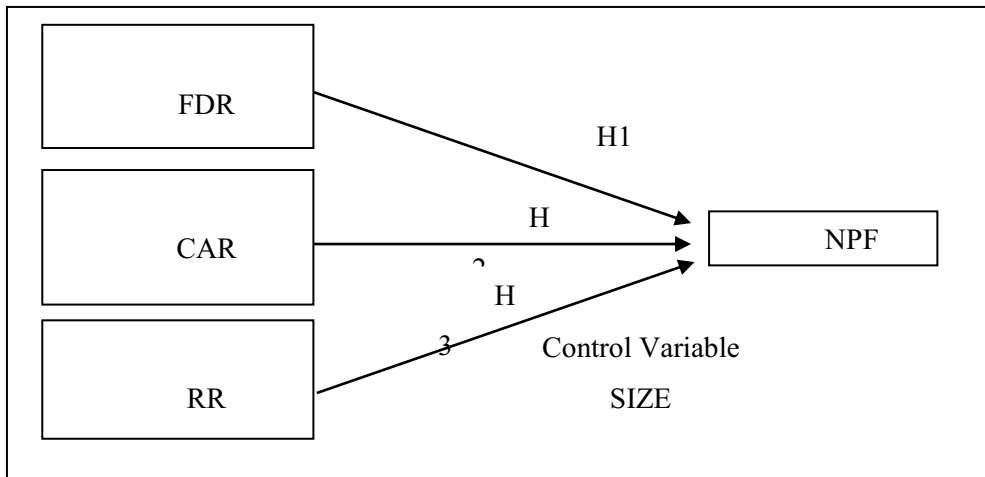 FDR
H1
CAR
H
2
NPF
H
3
Control Variable
RR
SIZE